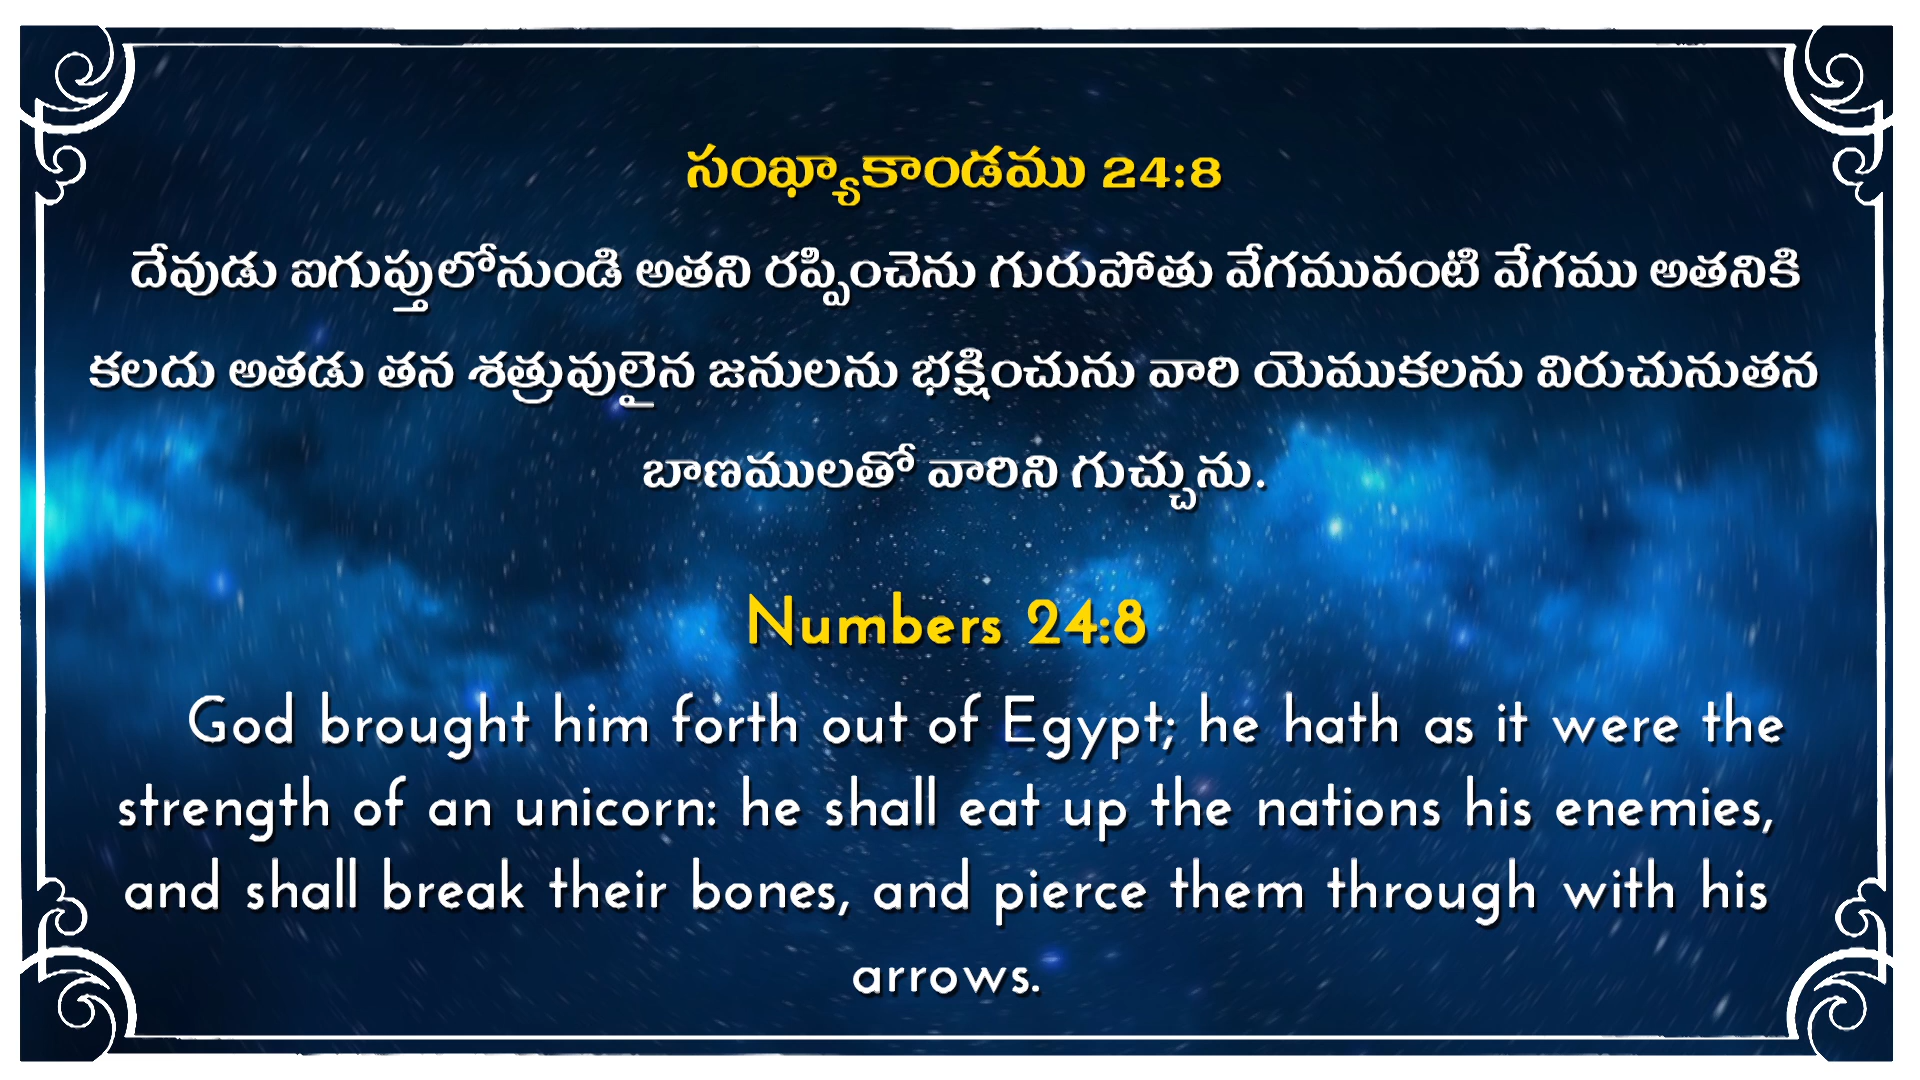 సంఖ్యాకాండము 24:8
దేవుడు ఐగుప్తులోనుండి అతని రప్పించెను గురుపోతు వేగమువంటి వేగము అతనికి
కలదు అతడు తన శత్రువులైన జనులను భక్షించును వారి యెముకలను విరుచునుతన
బాణములతో వారిని గుచ్చును.
Numbers 24:8
God brought him forth out of Egypt; he hath as it were the
strength of an unicorn: he shall eat up the nations his enemies,
and shall break their bones, and pierce them through with his
arrows.